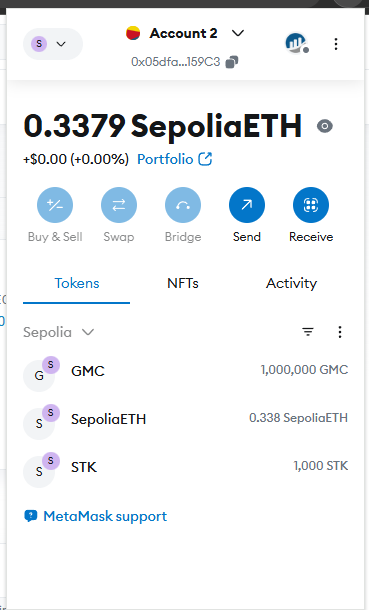 S
Account 2
0x05dfa...159C3
0.3379 SepoliaETH
+$0.00 (+0.00%) Portfolio
Buy & Sell Swap Bridge Send Receive
Tokens NFTs Activity
Sepolia
S
G GMC 1,000,000 GMC
S
S SepoliaETH 0.338 SepoliaETH
S
S STK 1,000 STK
MetaMask support